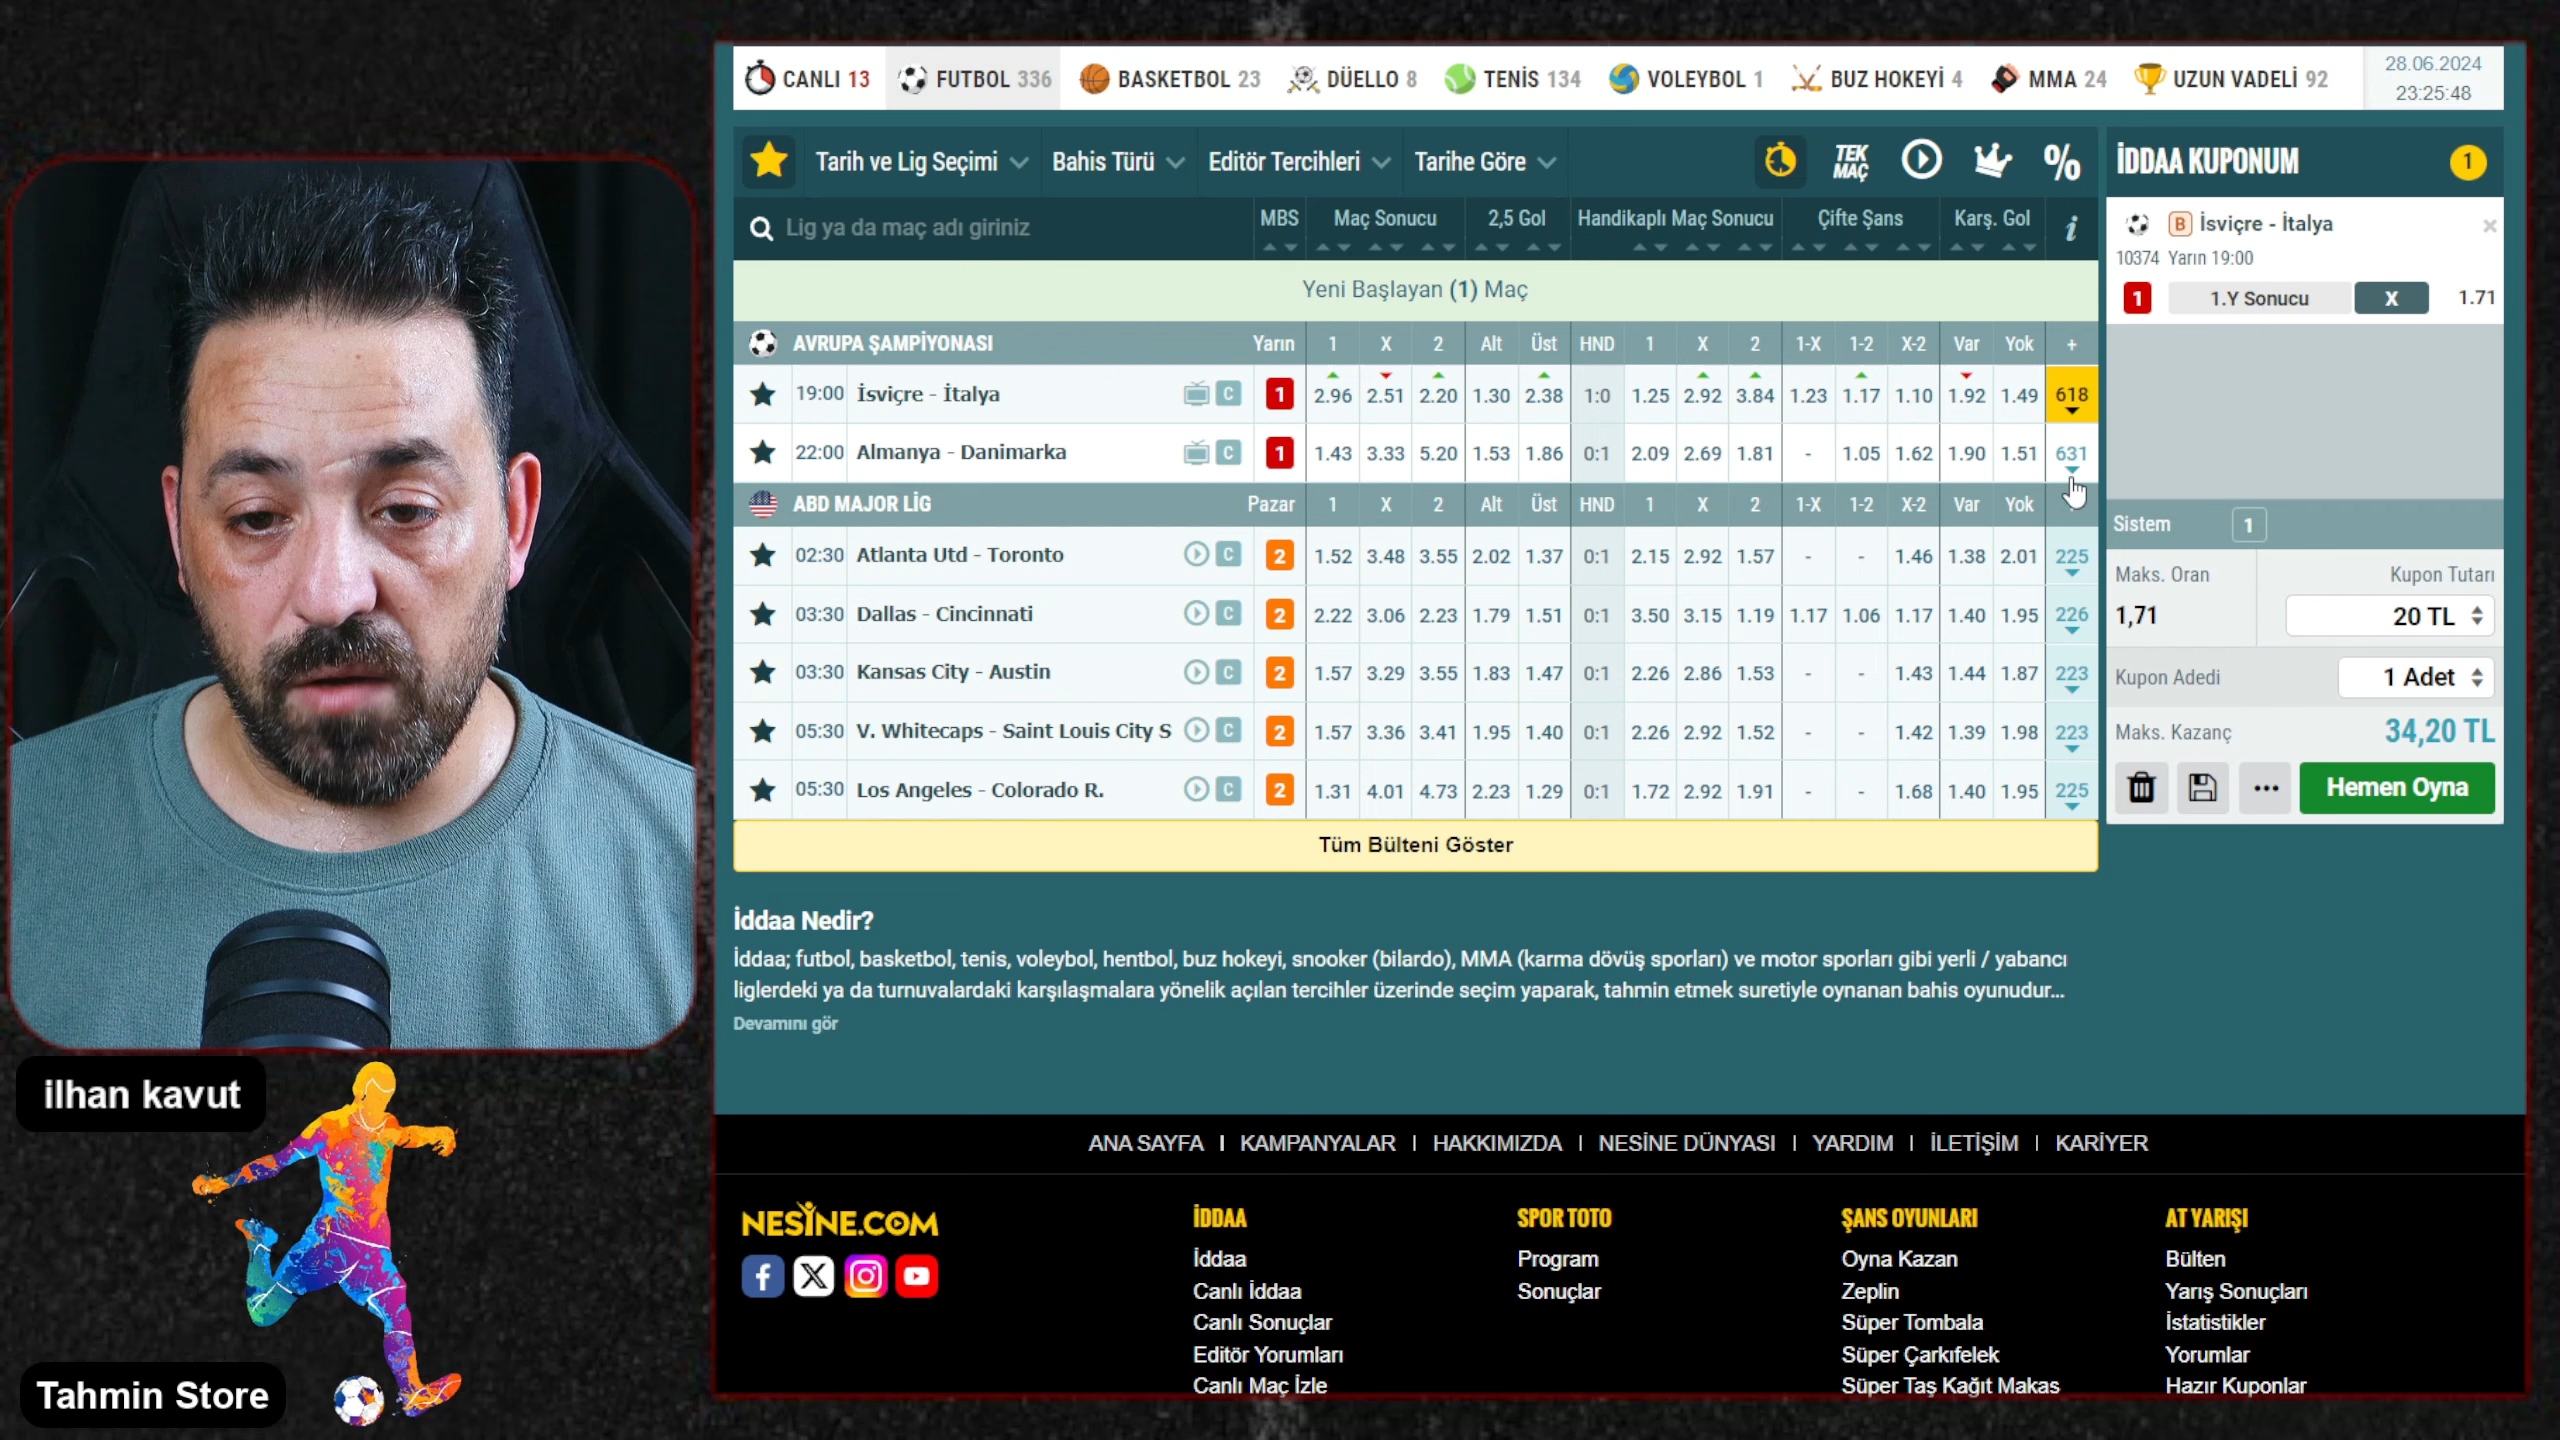 CANLI 13 FUTBOL 336 BASKETBOL 23 DÜELLO 8 TENİS 134 VOLEYBOL 1 BUZ HOKEYİ 4 MMA 24 UZUN VADELİ 92 28.06.2024
23:25:48
Tarih ve Lig Seçimi Bahis Türü Editör Tercihleri Tarihe Göre TEK MAÇ %
Lig ya da maç adı giriniz MBS Maç Sonucu 2,5 Gol Handikaplı Maç Sonucu Çifte Şans Karş. Gol i
Yeni Başlayan (1) Maç
AVRUPA ŞAMPİYONASI Yarın 1 X 2 Alt Üst HND 1 X 2 1-X 1-2 X-2 Var Yok +
19:00 İsviçre - İtalya C 1 2.96 2.51 2.20 1.30 2.38 1:0 1.25 2.92 3.84 1.23 1.17 1.10 1.92 1.49 618
22:00 Almanya - Danimarka C 1 1.43 3.33 5.20 1.53 1.86 0:1 2.09 2.69 1.81 - 1.05 1.62 1.90 1.51 631
ABD MAJOR LİG Pazar 1 X 2 Alt Üst HND 1 X 2 1-X 1-2 X-2 Var Yok
02:30 Atlanta Utd - Toronto C 2 1.52 3.48 3.55 2.02 1.37 0:1 2.15 2.92 1.57 - - 1.46 1.38 2.01 225
03:30 Dallas - Cincinnati C 2 2.22 3.06 2.23 1.79 1.51 0:1 3.50 3.15 1.19 1.17 1.06 1.17 1.40 1.95 226
03:30 Kansas City - Austin C 2 1.57 3.29 3.55 1.83 1.47 0:1 2.26 2.86 1.53 - - 1.43 1.44 1.87 223
05:30 V. Whitecaps - Saint Louis City S C 2 1.57 3.36 3.41 1.95 1.40 0:1 2.26 2.92 1.52 - - 1.42 1.39 1.98 223
05:30 Los Angeles - Colorado R. C 2 1.31 4.01 4.73 2.23 1.29 0:1 1.72 2.92 1.91 - - 1.68 1.40 1.95 225
Tüm Bülteni Göster
İDDAA KUPONUM 1
B İsviçre - İtalya
10374 Yarın 19:00
1 1.Y Sonucu X 1.71
Sistem 1
Maks. Oran Kupon Tutarı
1,71 20 TL
Kupon Adedi 1 Adet
Maks. Kazanç 34,20 TL
Hemen Oyna
İddaa Nedir?
İddaa; futbol, basketbol, tenis, voleybol, hentbol, buz hokeyi, snooker (bilardo), MMA (karma dövüş sporları) ve motor sporları gibi yerli / yabancı
liglerdeki ya da turnuvalardaki karşılaşmalara yönelik açılan tercihler üzerinde seçim yaparak, tahmin etmek suretiyle oynanan bahis oyunudur...
Devamını gör
ilhan kavut
Tahmin Store
ANA SAYFA | KAMPANYALAR | HAKKIMIZDA | NESİNE DÜNYASI | YARDIM | İLETİŞİM | KARİYER
NESİNE.COM
İDDAA
İddaa
Canlı İddaa
Canlı Sonuçlar
Editör Yorumları
Canlı Maç İzle
SPOR TOTO
Program
Sonuçlar
ŞANS OYUNLARI
Oyna Kazan
Zeplin
Süper Tombala
Süper Çarkıfelek
Süper Taş Kağıt Makas
AT YARIŞI
Bülten
Yarış Sonuçları
İstatistikler
Yorumlar
Hazır Kuponlar